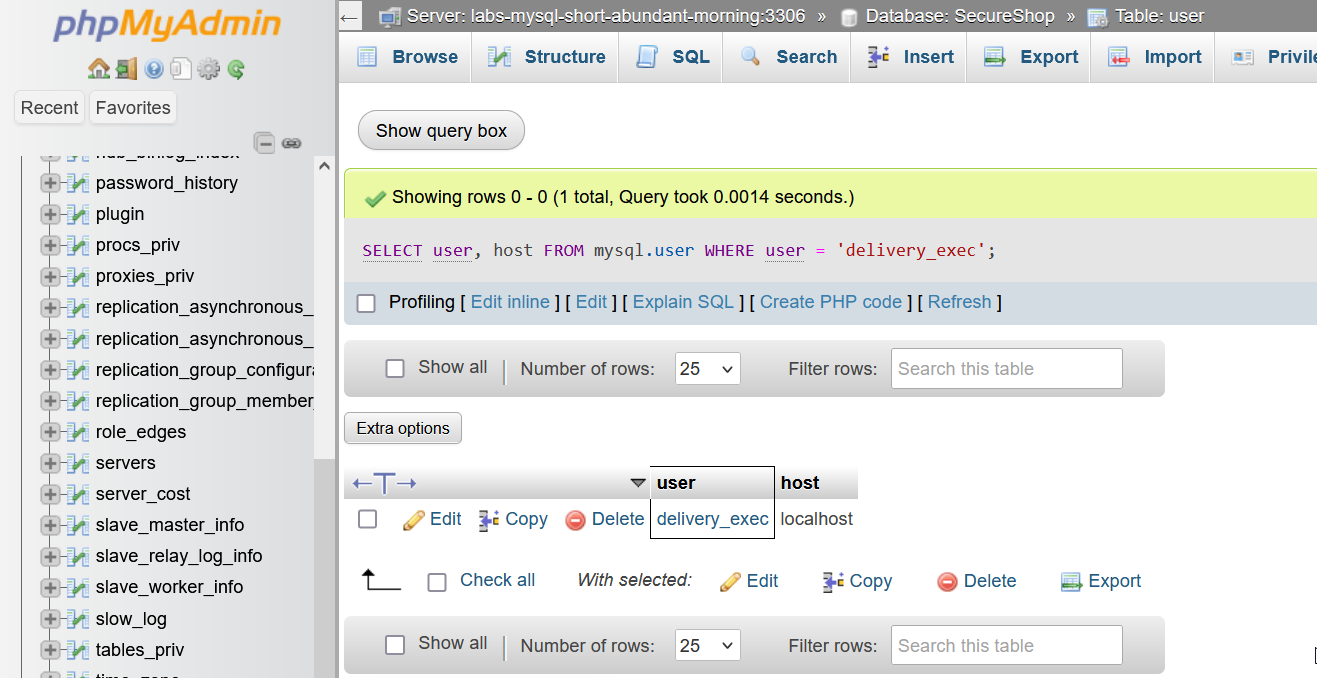 phpMyAdmin
Recent Favorites
password_history
plugin
procs_priv
proxies_priv
replication_asynchronous_
replication_asynchronous_
replication_group_configura
replication_group_member_
role_edges
servers
server_cost
slave_master_info
slave_relay_log_info
slave_worker_info
slow_log
tables_priv
Server: labs-mysql-short-abundant-morning:3306 » Database: SecureShop » Table: user
Browse Structure SQL Search Insert Export Import Privile
Show query box
Showing rows 0 - 0 (1 total, Query took 0.0014 seconds.)
SELECT user, host FROM mysql.user WHERE user = 'delivery_exec';
Profiling [ Edit inline ] [ Edit ] [ Explain SQL ] [ Create PHP code ] [ Refresh ]
Show all | Number of rows: 25 Filter rows: Search this table
Extra options
←T→ user host
Edit Copy Delete delivery_exec localhost
Check all With selected: Edit Copy Delete Export
Show all | Number of rows: 25 Filter rows: Search this table